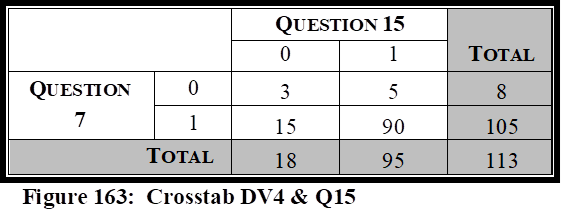 QUESTION 15
0 1 TOTAL
QUESTION 7 0 3 5 8
1 15 90 105
TOTAL 18 95 113
Figure 163: Crosstab DV4 & Q15